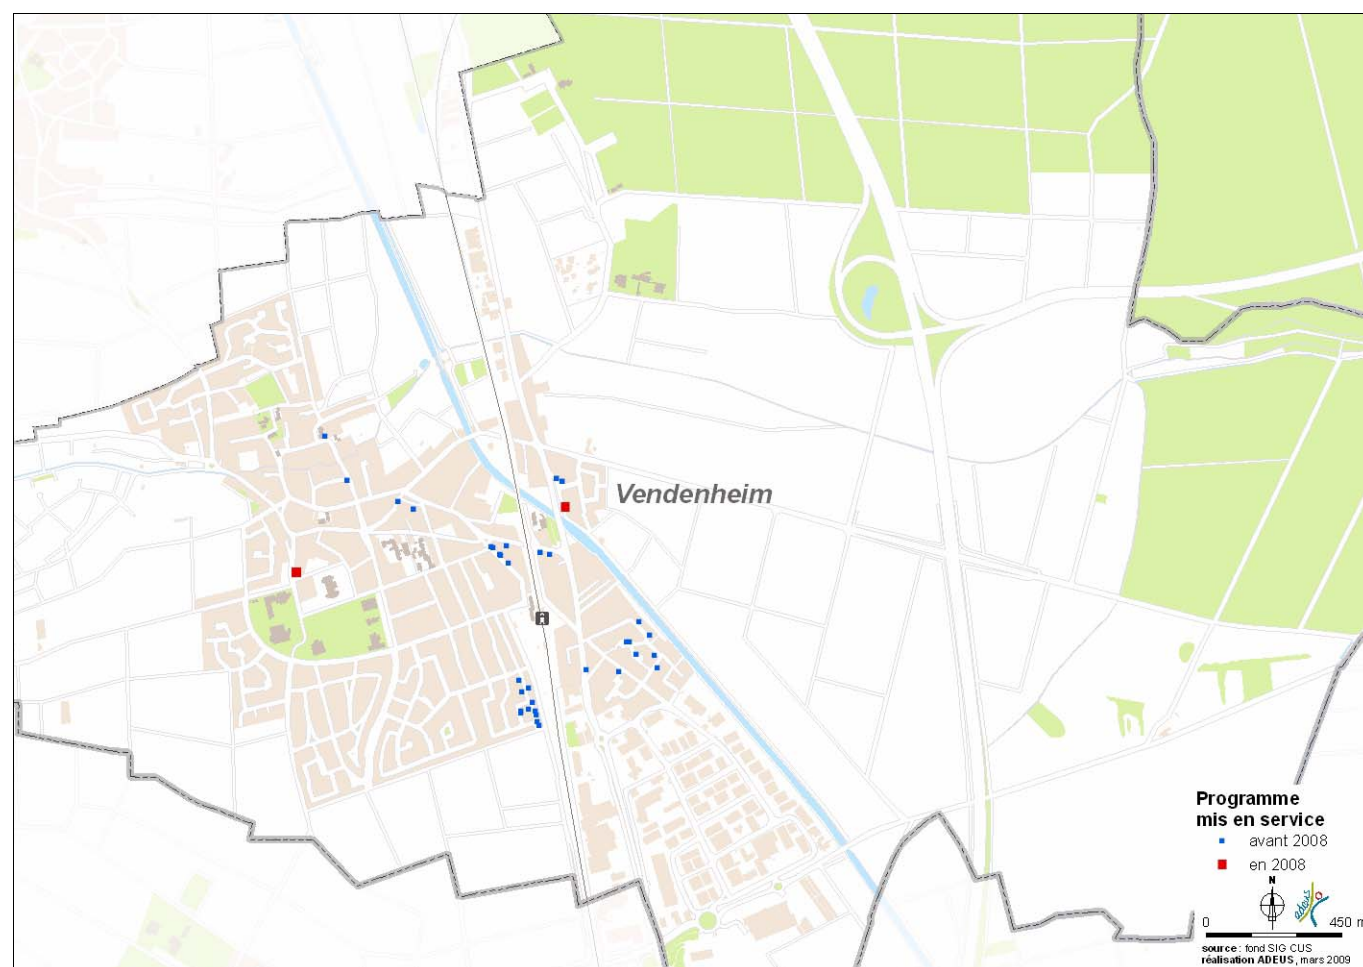 Vendenheim
Programme
mis en service
avant 2008
en 2008
N
adeus
0 450 m
source : fond SIG CUS
réalisation ADEUS, mars 2009